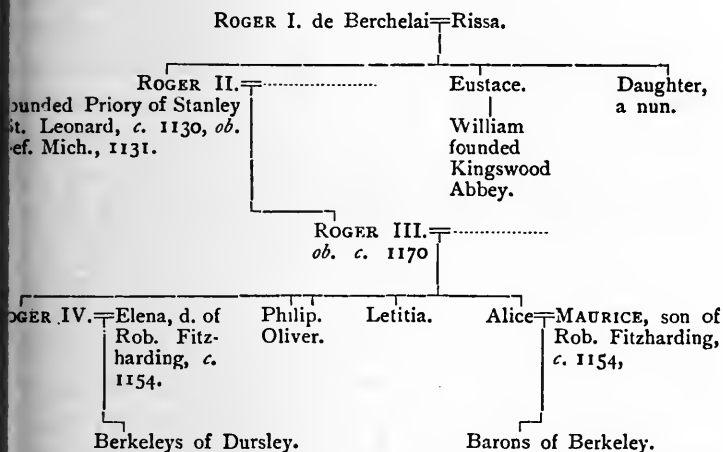 ROGER I. de Berchelai Rissa.
ROGER II. Eustace. Daughter,
ounded Priory of Stanley a nun.
t. Leonard, c. 1130, ob. William
ef. Mich., 1131. founded
Kingswood
Abbey.
ROGER III.
ob. c. 1170
OGER IV. Elena, d. of Philip. Letitia. Alice MAURICE, son of
Rob. Fitz- Oliver. Rob. Fitzharding,
harding, c. c. 1154,
1154.
Berkeleys of Dursley. Barons of Berkeley.